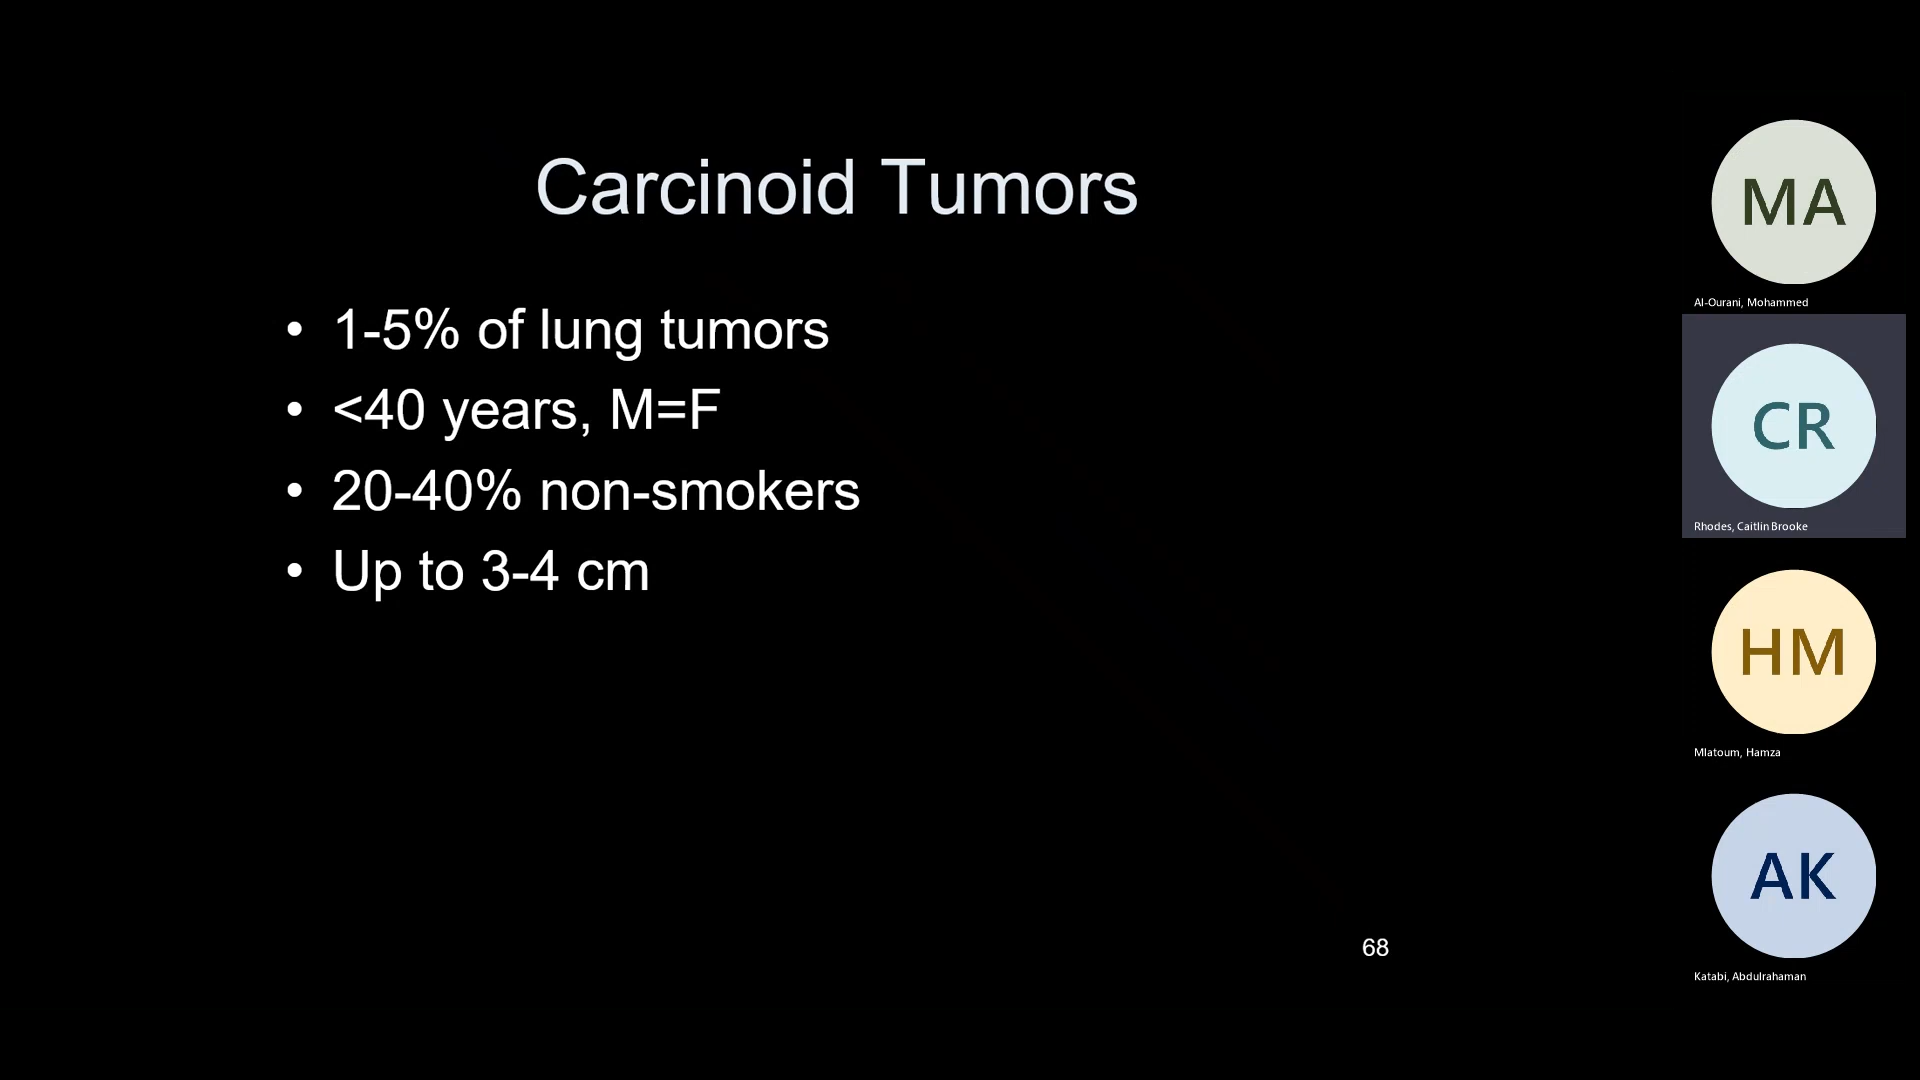 Carcinoid Tumors
• 1-5% of lung tumors
• <40 years, M=F
• 20-40% non-smokers
• Up to 3-4 cm
68
MA
Al-Ourani, Mohammed
CR
Rhodes, Caitlin Brooke
HM
Mlatoum, Hamza
AK
Katabi, Abdulrahaman